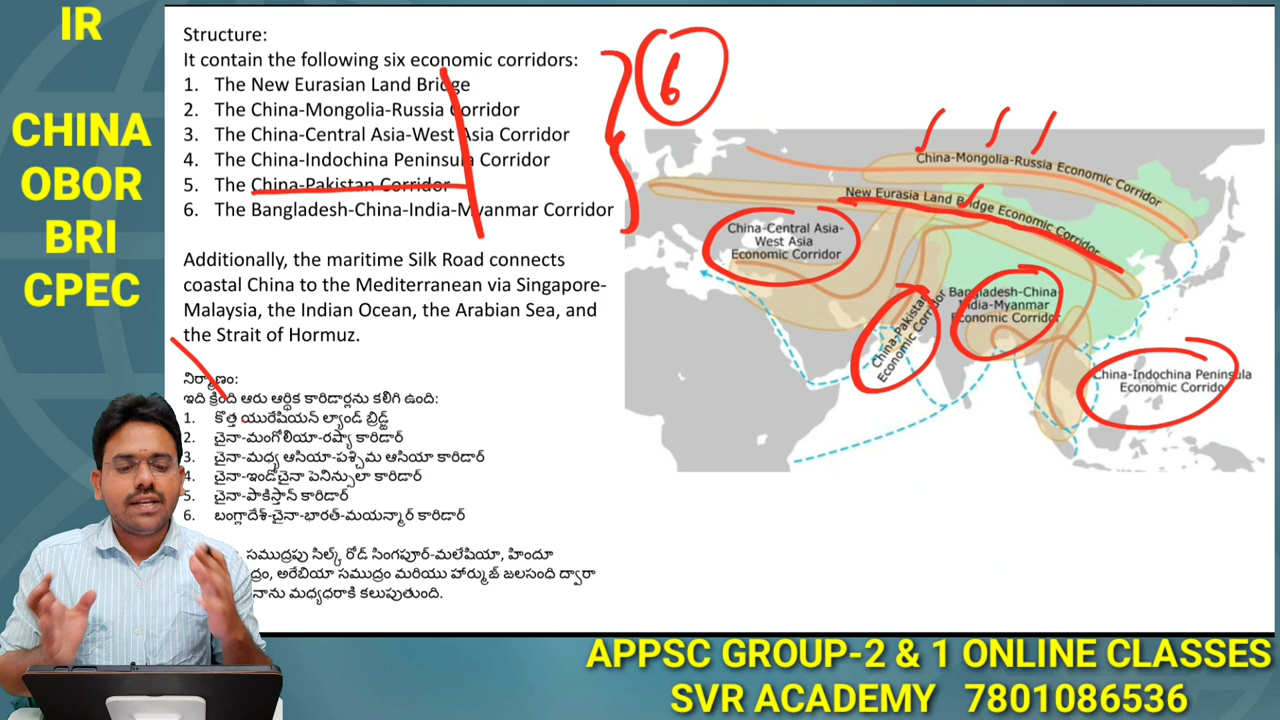 IR
CHINA
OBOR
BRI
CPEC
Structure:
It contain the following six economic corridors:
1. The New Eurasian Land Bridge
2. The China-Mongolia-Russia Corridor
3. The China-Central Asia-West Asia Corridor
4. The China-Indochina Peninsula Corridor
5. The China-Pakistan Corridor
6. The Bangladesh-China-India-Myanmar Corridor
Additionally, the maritime Silk Road connects
coastal China to the Mediterranean via Singapore-
Malaysia, the Indian Ocean, the Arabian Sea, and
the Strait of Hormuz.
నిర్మాణం:
ఇది క్రింది ఆరు ఆర్థిక కారిడార్లను కలిగి ఉంది:
1. కొత్త యురేషియన్ ల్యాండ్ బ్రిడ్జ్
2. చైనా-మంగోలియా-రష్యా కారిడార్
3. చైనా-మధ్య ఆసియా-పశ్చిమ ఆసియా కారిడార్
4. చైనా-ఇండోచైనా పెనిన్సులా కారిడార్
5. చైనా-పాకిస్తాన్ కారిడార్
6. బంగ్లాదేశ్-చైనా-భారత్-మయన్మార్ కారిడార్
సముద్రపు సిల్క్ రోడ్ సింగపూర్-మలేషియా, హిందూ
అరేబియా సముద్రం మరియు హార్ముజ్ జలసంధి ద్వారా
మధ్యధరాకి కలుపుతుంది.
6
China-Mongolia-Russia Economic Corridor
New Eurasia Land Bridge Economic Corridor
China-Central Asia-
West Asia
Economic Corridor
China-Pakistan
Economic Corridor
Bangladesh-China-
India-Myanmar
Economic Corridor
China-Indochina Peninsula
Economic Corridor
APPSC GROUP-2 & 1 ONLINE CLASSES
SVR ACADEMY 7801086536